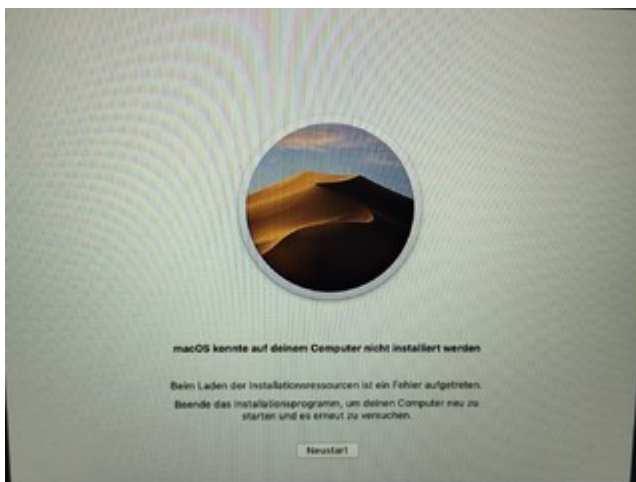 macOS konnte auf deinem Computer nicht installiert werden
Beim Laden der Installationsressourcen ist ein Fehler aufgetreten.
Beende das Installationsprogramm, um deinen Computer neu zu
starten und es erneut zu versuchen.
Neustart